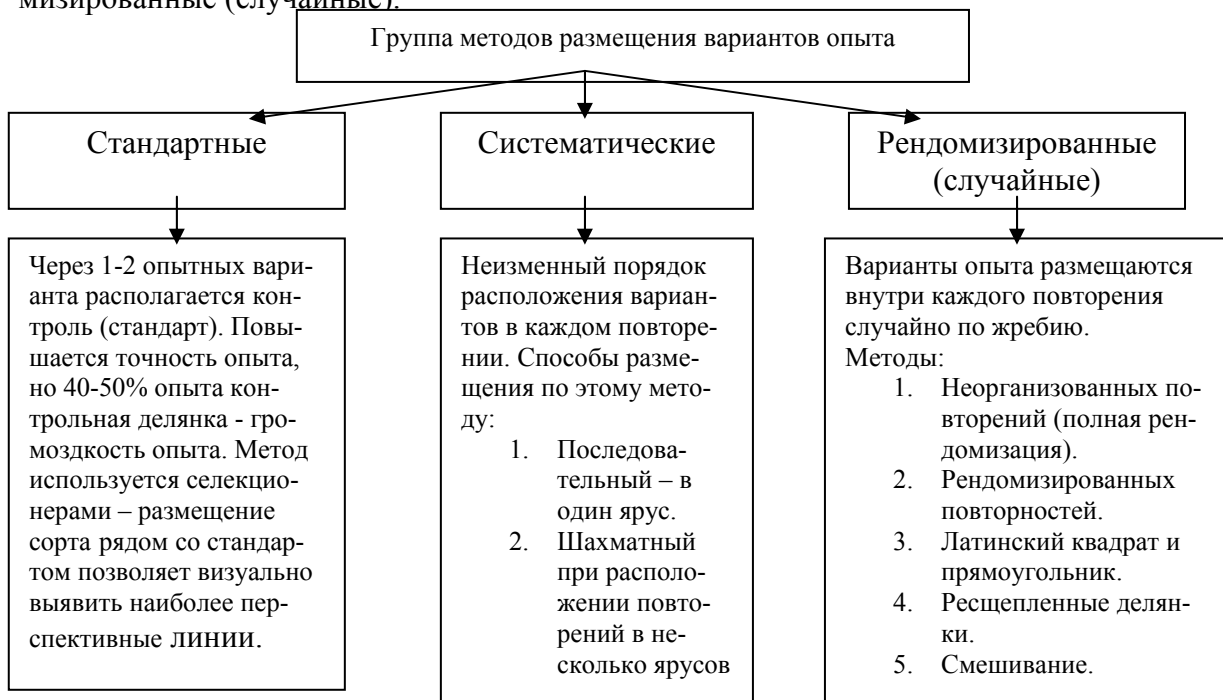 мизированные (случайные).
Группа методов размещения вариантов опыта
Стандартные
Систематические
Рендомизированные
(случайные)
Через 1-2 опытных вари-
анта располагается кон-
троль (стандарт). Повы-
шается точность опыта,
но 40-50% опыта кон-
трольная делянка - гро-
моздкость опыта. Метод
используется селекцио-
нерами – размещение
сорта рядом со стандар-
том позволяет визуально
выявить наиболее пер-
спективные линии.
Неизменный порядок
расположения вариан-
тов в каждом повторе-
нии. Способы разме-
щения по этому мето-
ду:
1. Последова-
тельный – в
один ярус.
2. Шахматный
при располо-
жении повто-
рений в не-
сколько ярусов
Варианты опыта размещаются
внутри каждого повторения
случайно по жребию.
Методы:
1. Неорганизованных по-
вторений (полная рен-
домизация).
2. Рендомизированных
повторностей.
3. Латинский квадрат и
прямоугольник.
4. Ресщепленные делян-
ки.
5. Смешивание.